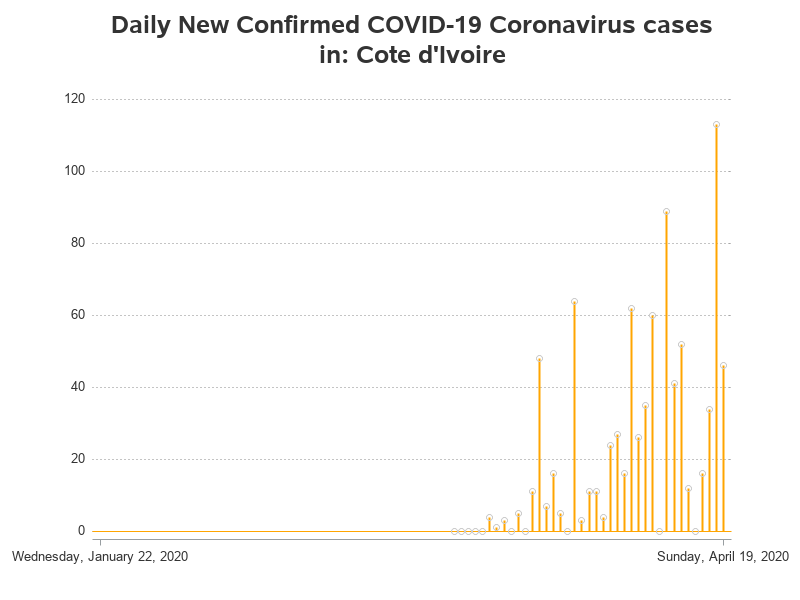 Daily New Confirmed COVID-19 Coronavirus cases
in: Cote d'Ivoire
120
100
80
60
40
20
0
Wednesday, January 22, 2020
Sunday, April 19, 2020